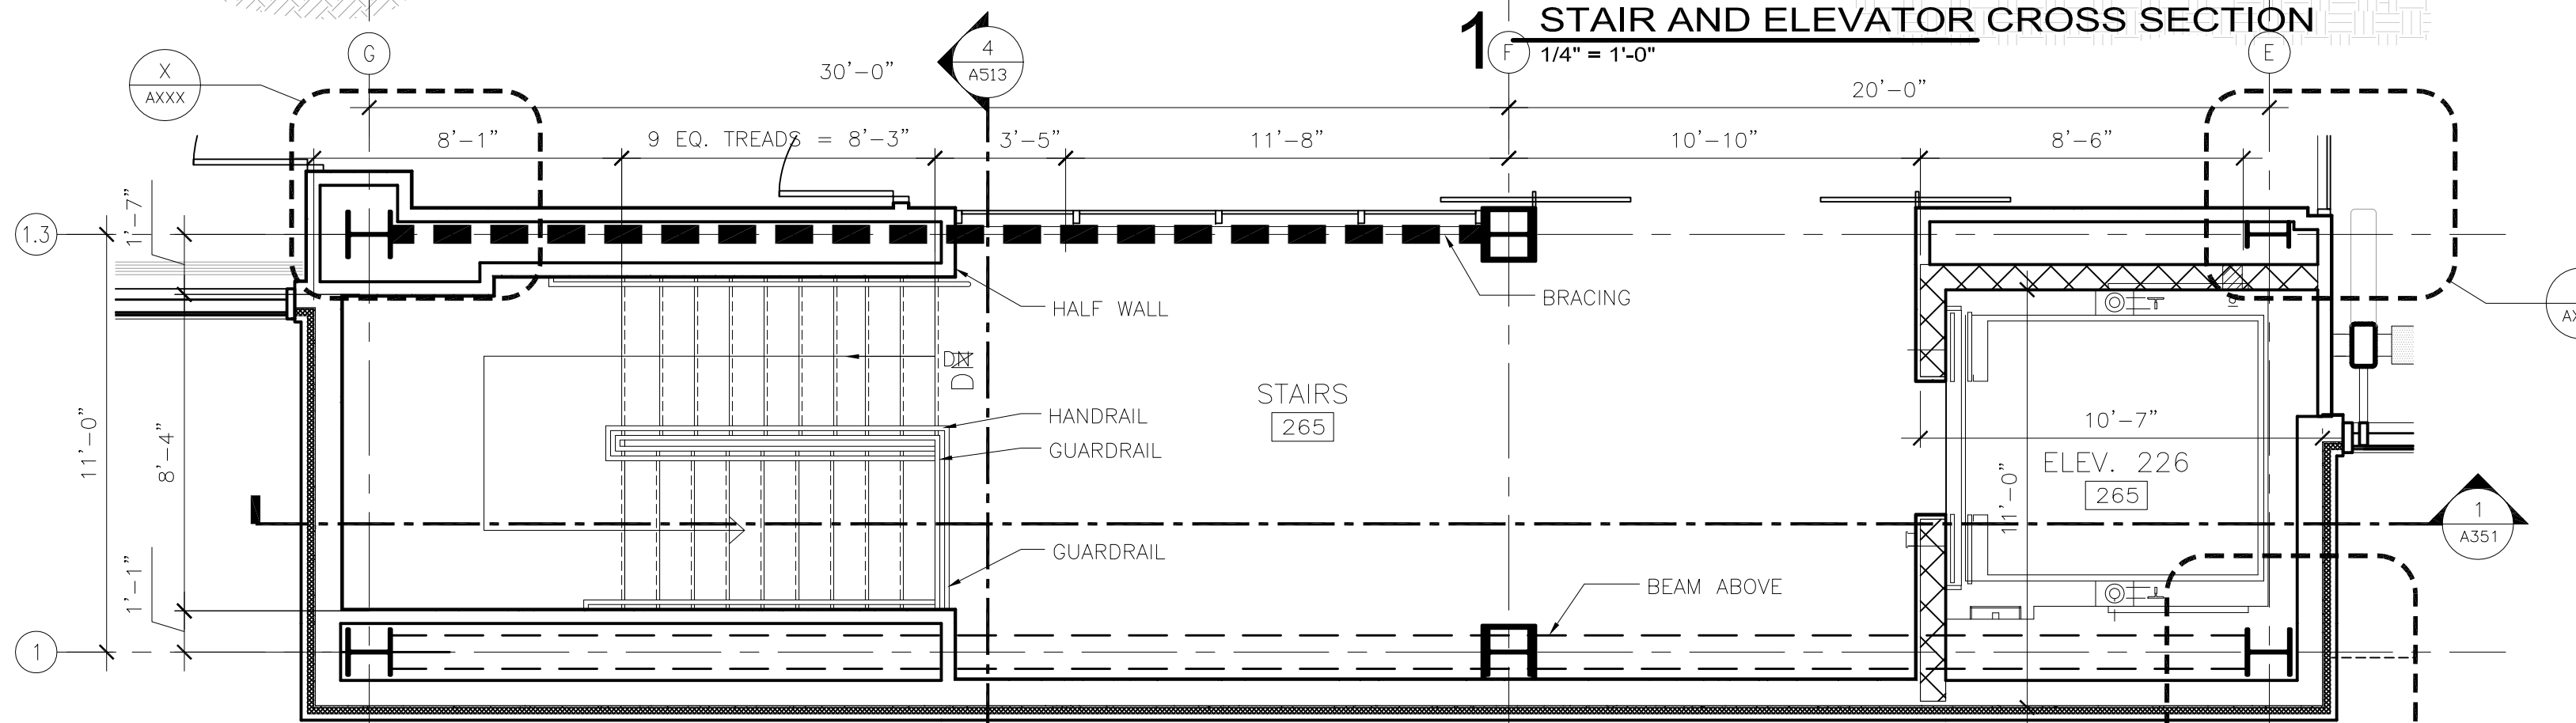 1 STAIR AND ELEVATOR CROSS SECTION
1/4" = 1'-0"
G
4
A513
F
E
X
AXXX
30'-0"
20'-0"
8'-1"
9 EQ. TREADS = 8'-3"
3'-5"
11'-8"
10'-10"
8'-6"
1'-7"
1.3
HALF WALL
BRACING
DN
DN
STAIRS
265
HANDRAIL
GUARDRAIL
10'-7"
ELEV. 226
265
11'-0"
11'-0"
8'-4"
1
A351
GUARDRAIL
BEAM ABOVE
1'-1"
1